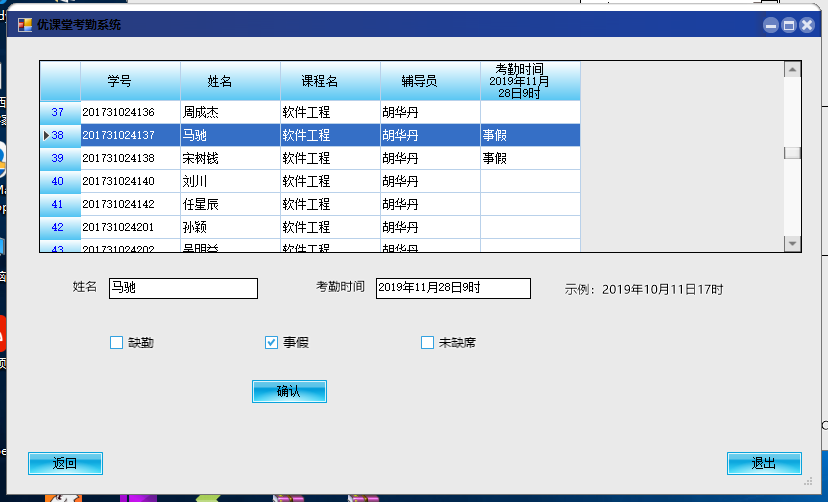 优课堂考勤系统
学号 姓名 课程名 辅导员 考勤时间
2019年11月
28日9时
37 201731024136 周成杰 软件工程 胡华丹
38 201731024137 马驰 软件工程 胡华丹 事假
39 201731024138 宋树钱 软件工程 胡华丹 事假
40 201731024140 刘川 软件工程 胡华丹
41 201731024142 任星辰 软件工程 胡华丹
42 201731024201 孙颖 软件工程 胡华丹
43 201731024202 吴明益 软件工程 胡华丹
姓名 马驰 考勤时间 2019年11月28日9时 示例：2019年10月11日17时
缺勤 事假 未缺席
确认
返回 退出